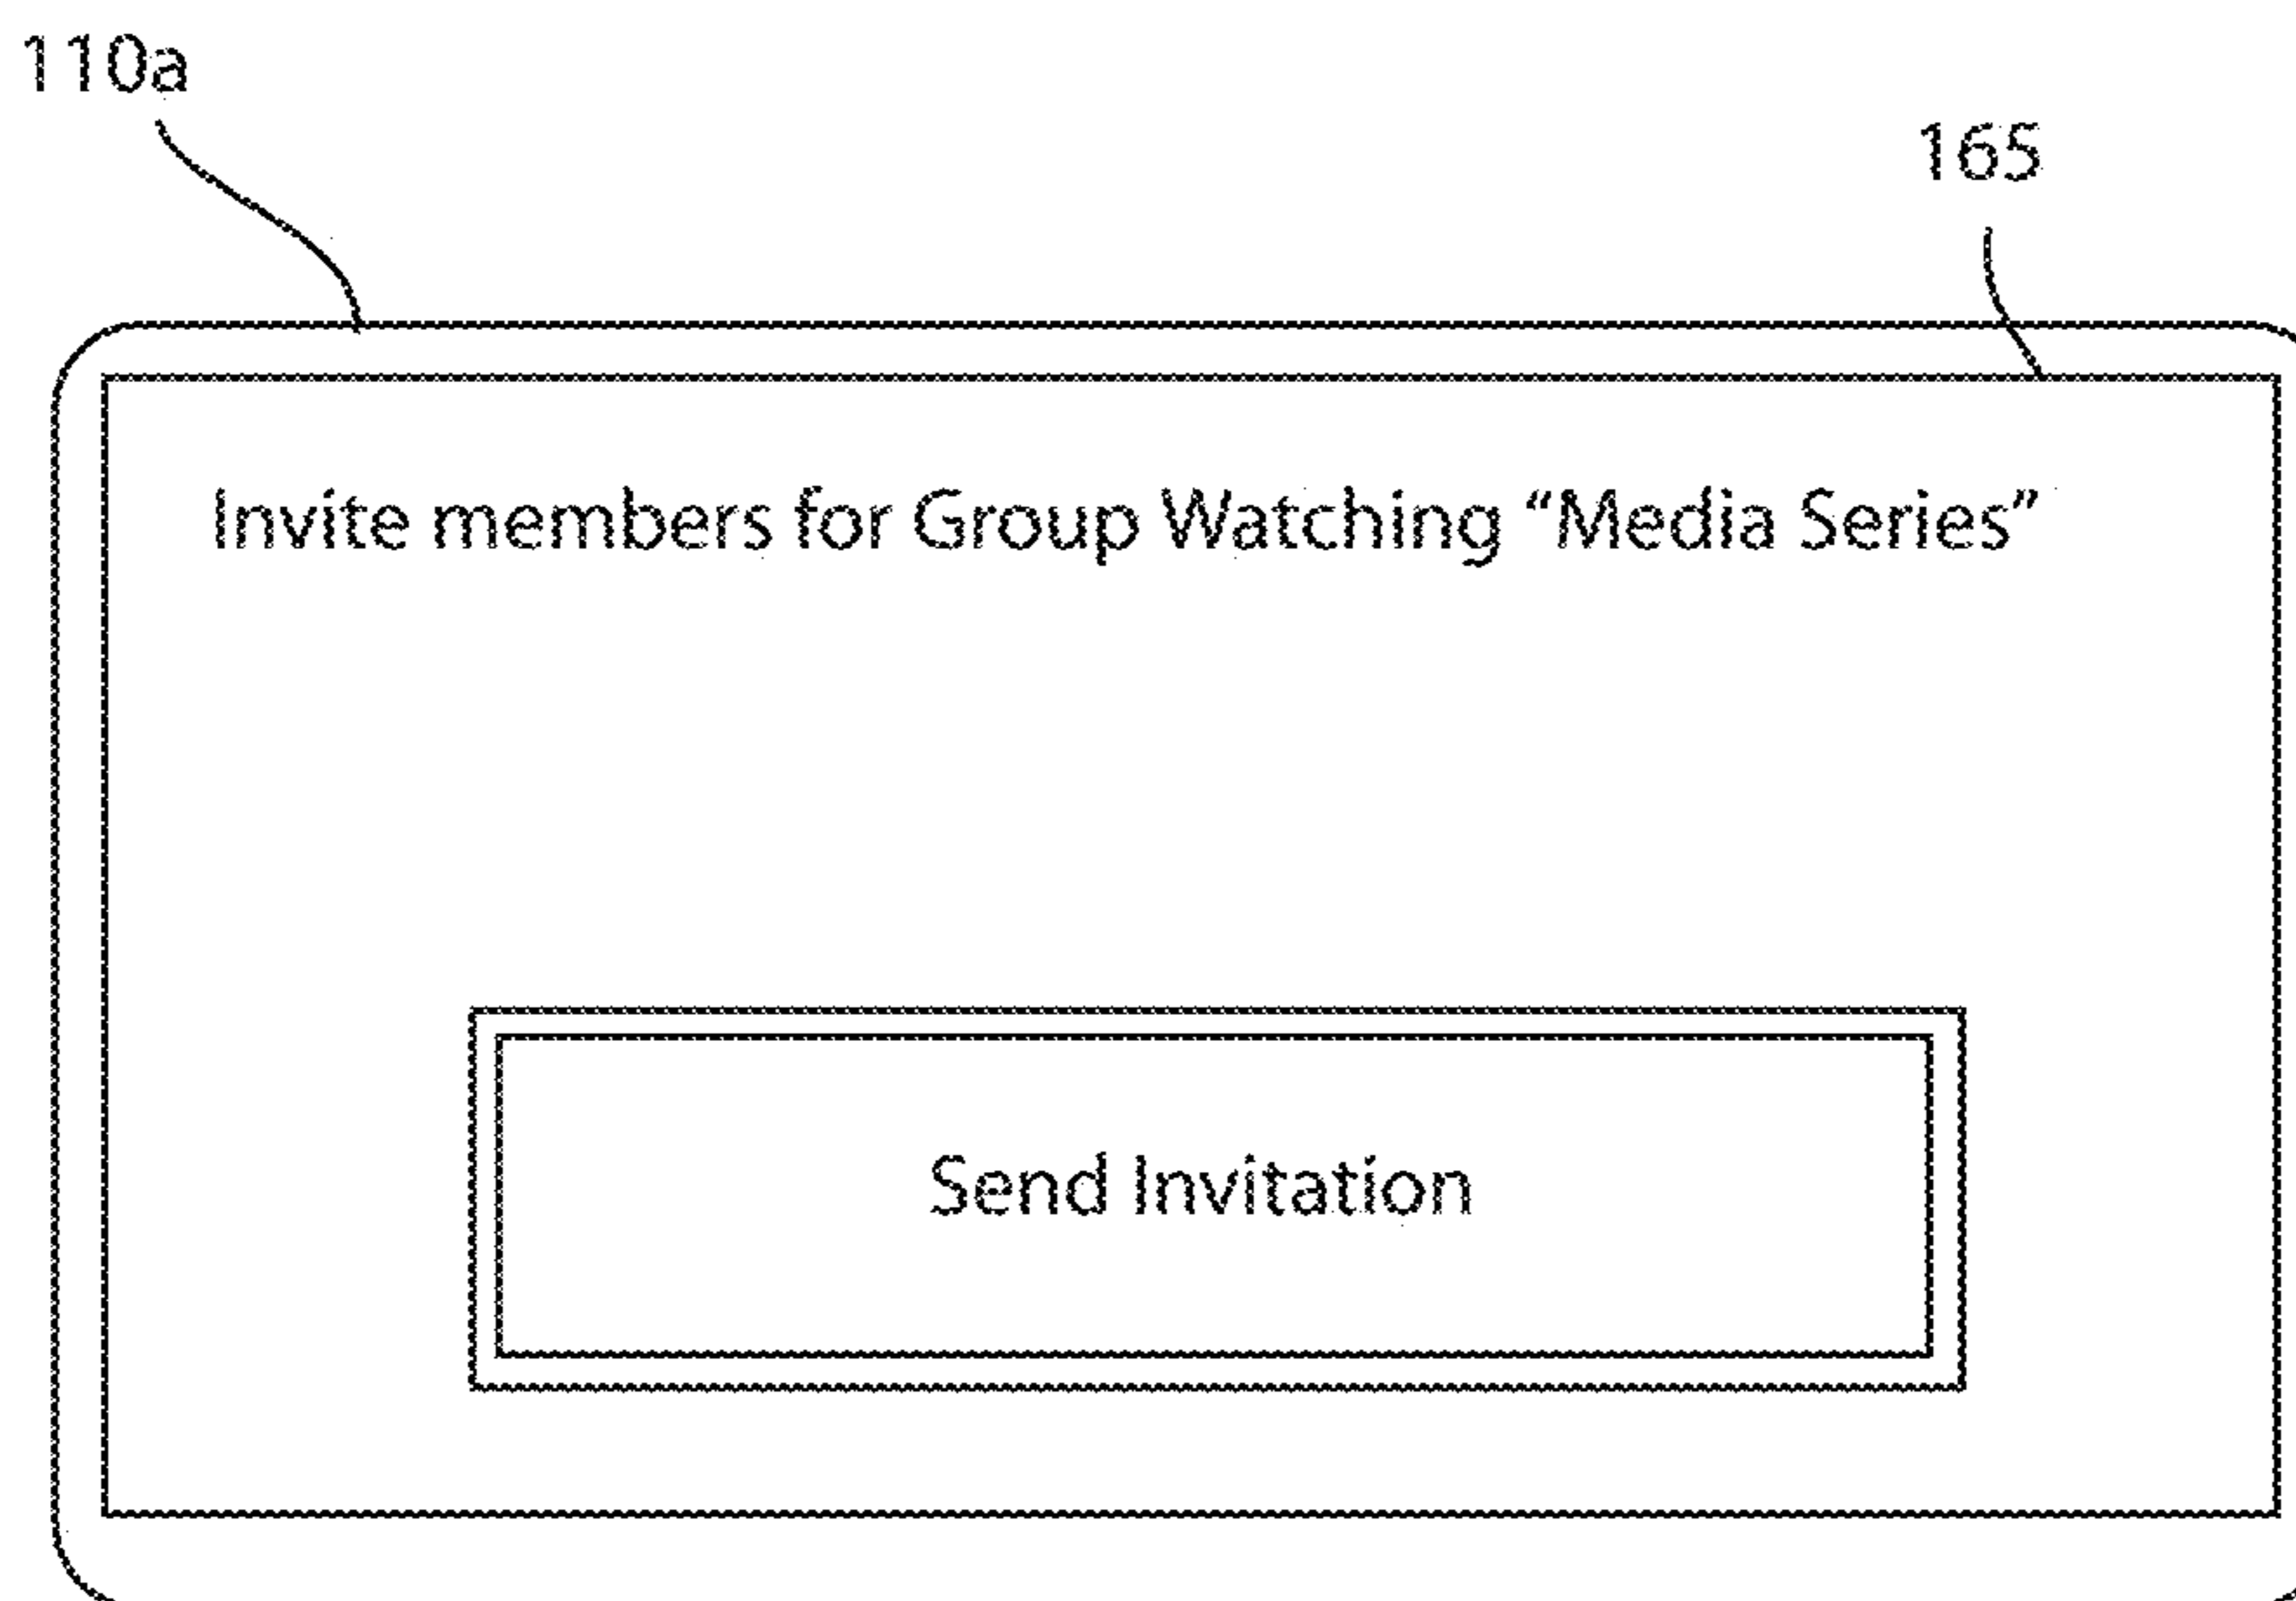 110a
165
Invite members for Group Watching “Media Series”
Send Invitation